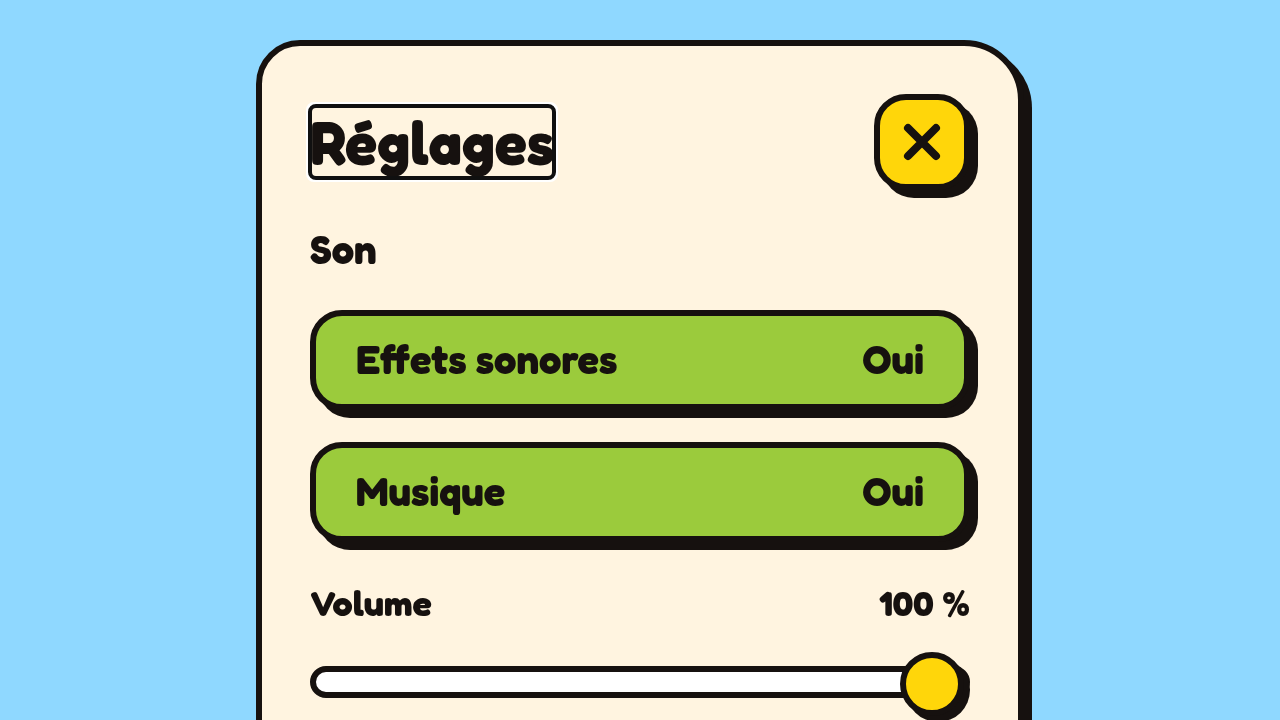 Réglages
Son
Effets sonores Oui
Musique Oui
Volume 100 %